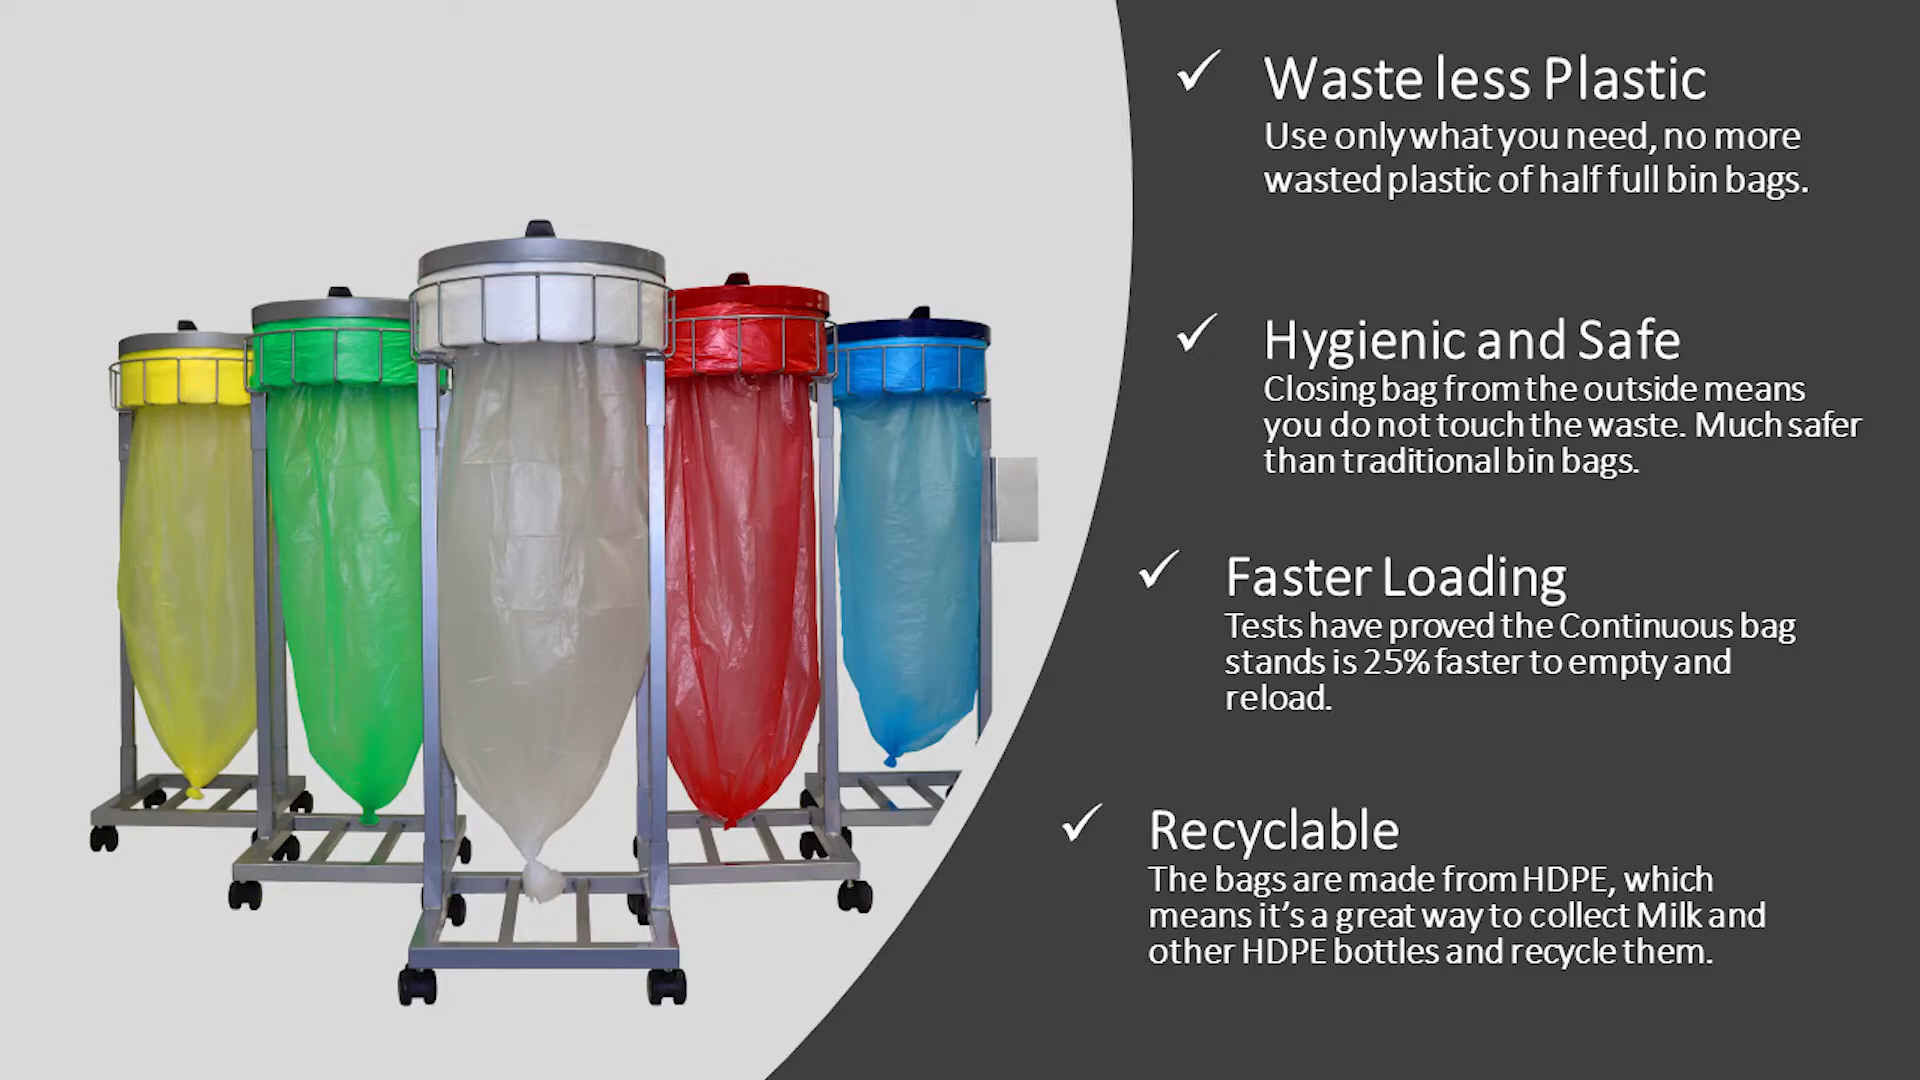 Waste less Plastic
Use only what you need, no more
wasted plastic of half full bin bags.
Hygienic and Safe
Closing bag from the outside means
you do not touch the waste. Much safer
than traditional bin bags.
Faster Loading
Tests have proved the Continuous bag
stands is 25% faster to empty and
reload.
Recyclable
The bags are made from HDPE, which
means it’s a great way to collect Milk and
other HDPE bottles and recycle them.